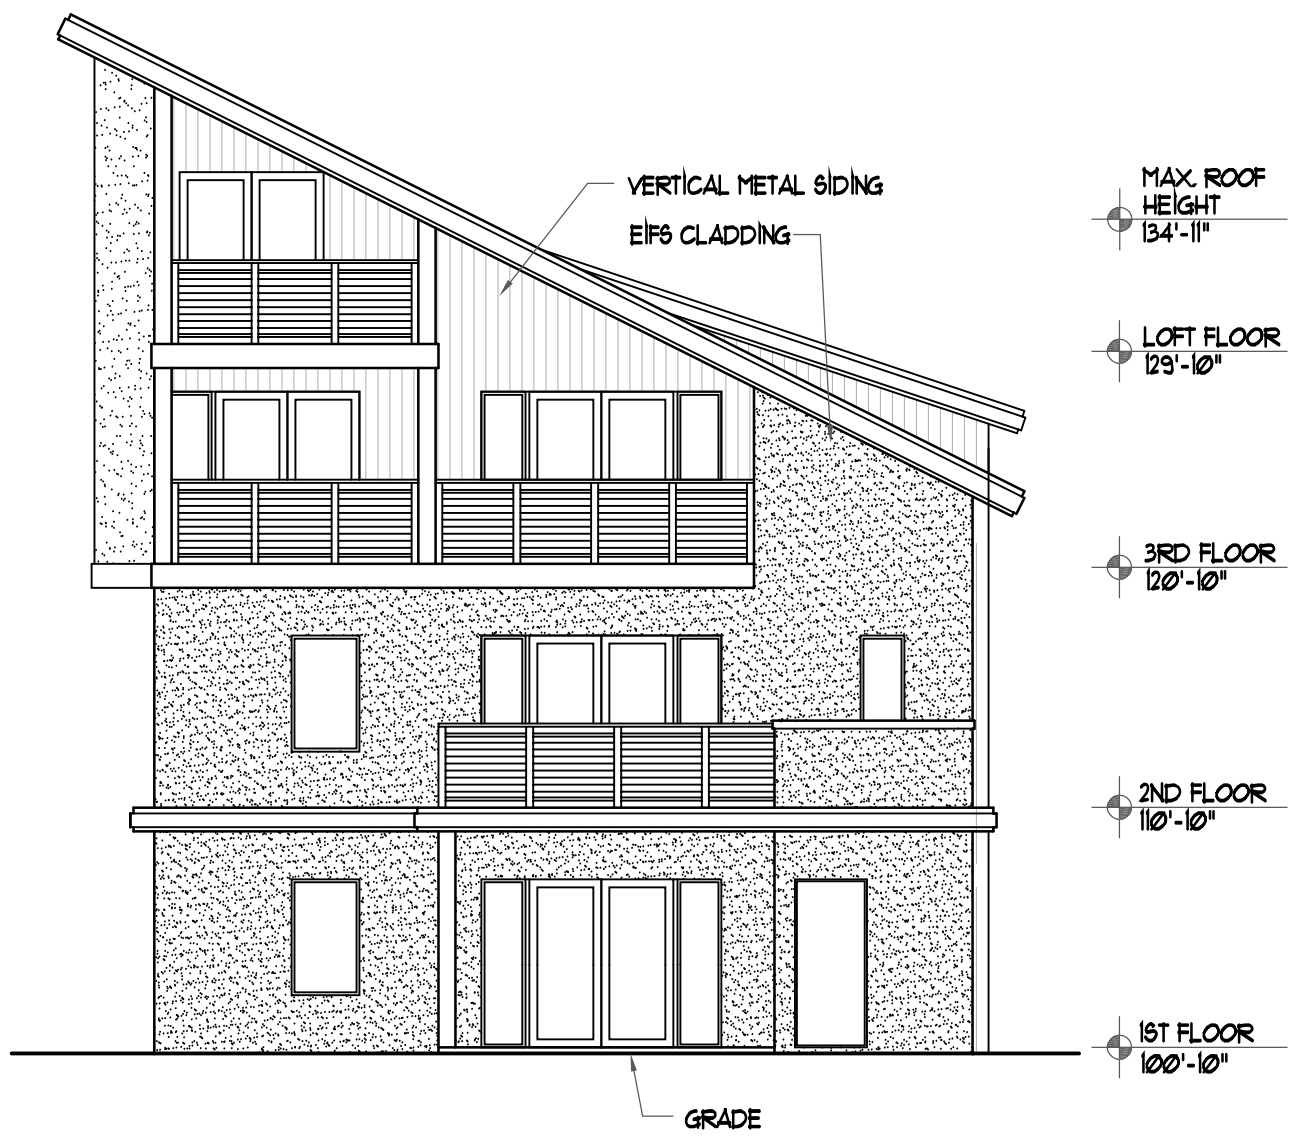 VERTICAL METAL SIDING
EIFS CLADDING
MAX. ROOF
HEIGHT
134'-11"
LOFT FLOOR
129'-10"
3RD FLOOR
120'-10"
2ND FLOOR
110'-10"
1ST FLOOR
100'-10"
GRADE